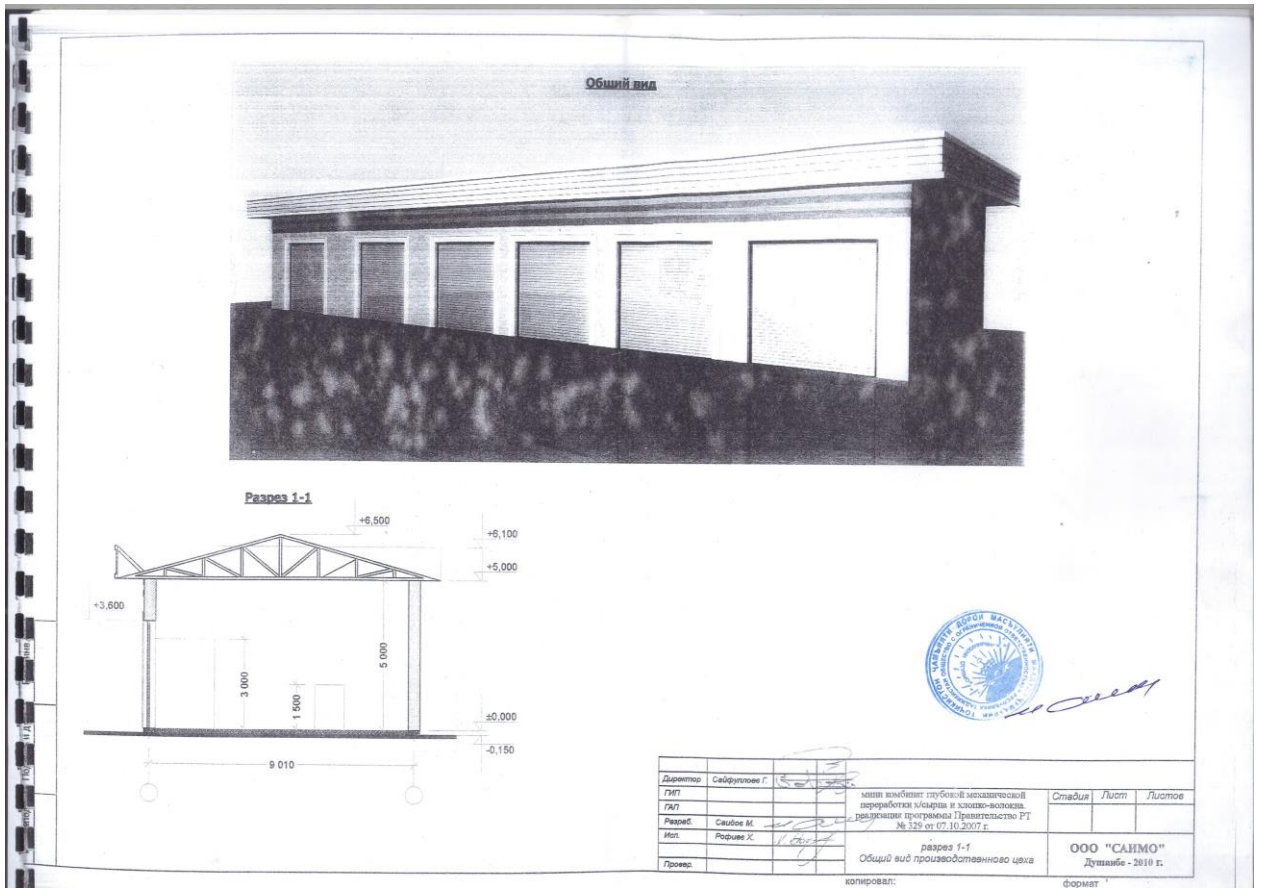 Общий вид
Разрез 1-1
+6,500
+6,100
+5,000
+3,600
3 000
1 500
5 000
±0.000
-0,150
9 010
Директор Сайфуллоев Г.
ГИП
ГАП
Разраб. Саидов М.
Исп. Рофиев Х.
Провер.
мини комбинат глубокой механической
переработки х/сырца и хлопко-волокна.
реализация программы Правительство РТ
№ 329 от 07.10.2007 г.
Стадия Лист Листов
разрез 1-1
Общий вид производственного цеха
ООО "САИМО"
Душанбе - 2010 г.
копировал:
формат